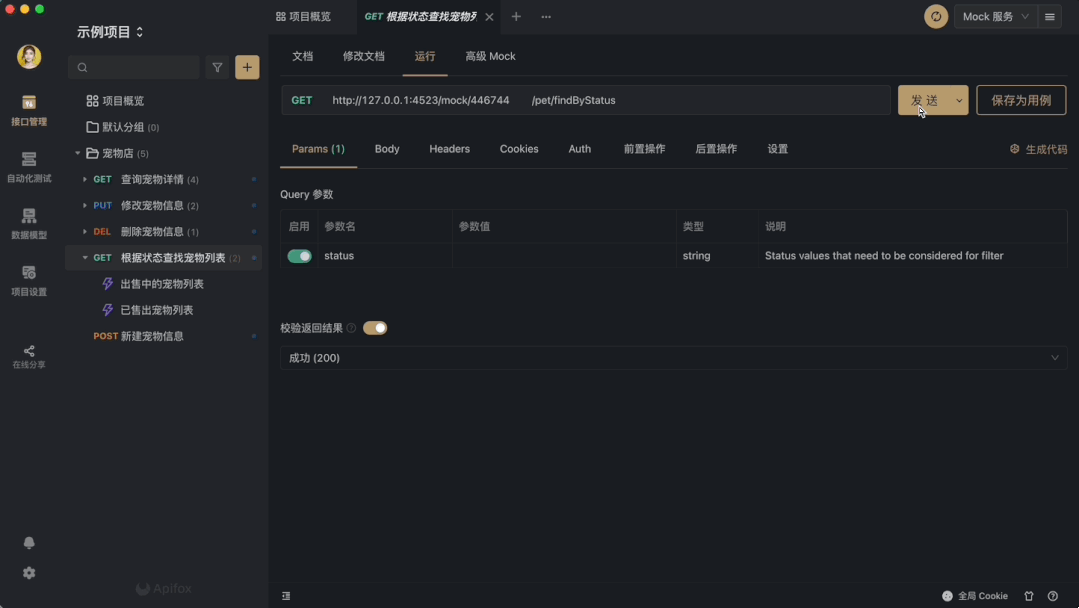 示例项目
项目概览
GET 根据状态查找宠物列
Mock 服务
文档 修改文档 运行 高级 Mock
接口管理
自动化测试
数据模型
项目设置
在线分享
项目概览
默认分组 (0)
宠物店 (5)
GET 查询宠物详情 (4)
PUT 修改宠物信息 (2)
DEL 删除宠物信息 (1)
GET 根据状态查找宠物列表 (2)
出售中的宠物列表
已售出宠物列表
POST 新建宠物信息
Apifox
GET http://127.0.0.1:4523/mock/446744 /pet/findByStatus
发 送
保存为用例
Params (1) Body Headers Cookies Auth 前置操作 后置操作 设置
生成代码
Query 参数
启用 参数名 参数值 类型 说明
status string Status values that need to be considered for filter
校验返回结果
成功 (200)
全局 Cookie